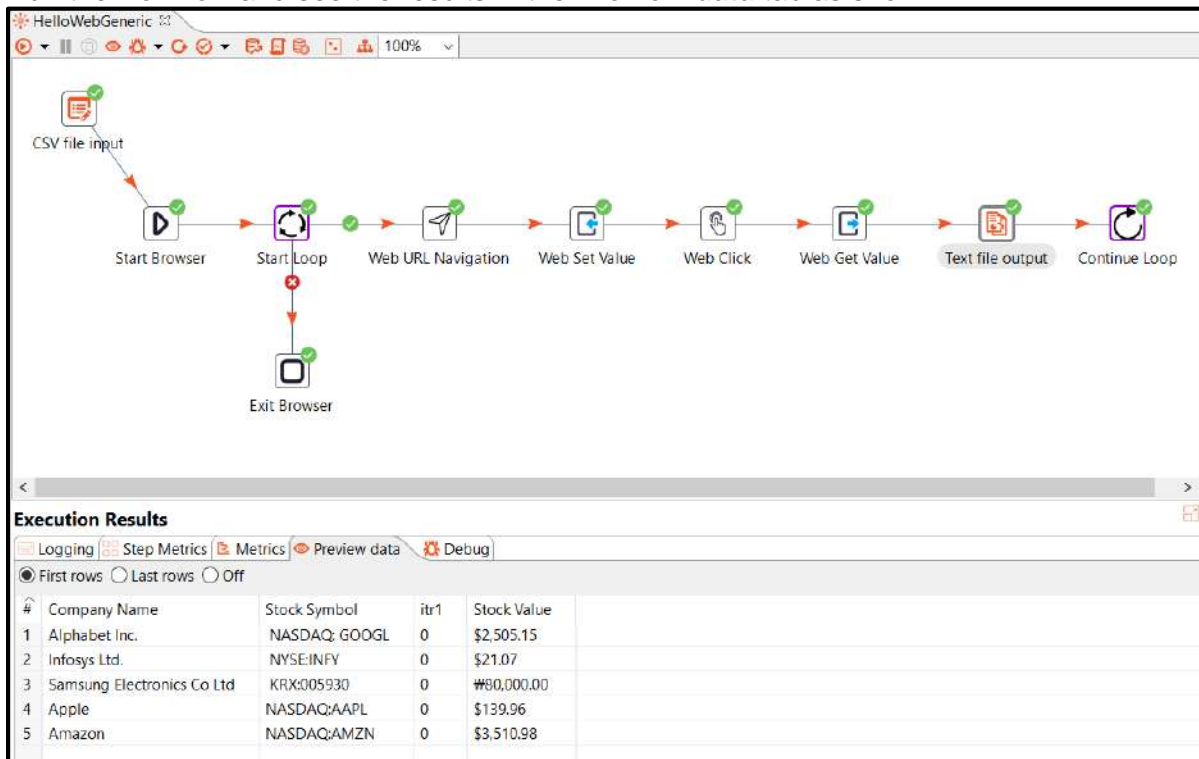 HelloWebGeneric
100%
CSV file input
Start Browser
Start Loop
Web URL Navigation
Web Set Value
Web Click
Web Get Value
Text file output
Continue Loop
Exit Browser
Execution Results
Logging Step Metrics Metrics Preview data Debug
First rows Last rows Off
# Company Name Stock Symbol itr1 Stock Value
1 Alphabet Inc. NASDAQ: GOOGL 0 $2,505.15
2 Infosys Ltd. NYSE:INFY 0 $21.07
3 Samsung Electronics Co Ltd KRX:005930 0 ₩80,000.00
4 Apple NASDAQ:AAPL 0 $139.96
5 Amazon NASDAQ:AMZN 0 $3,510.98